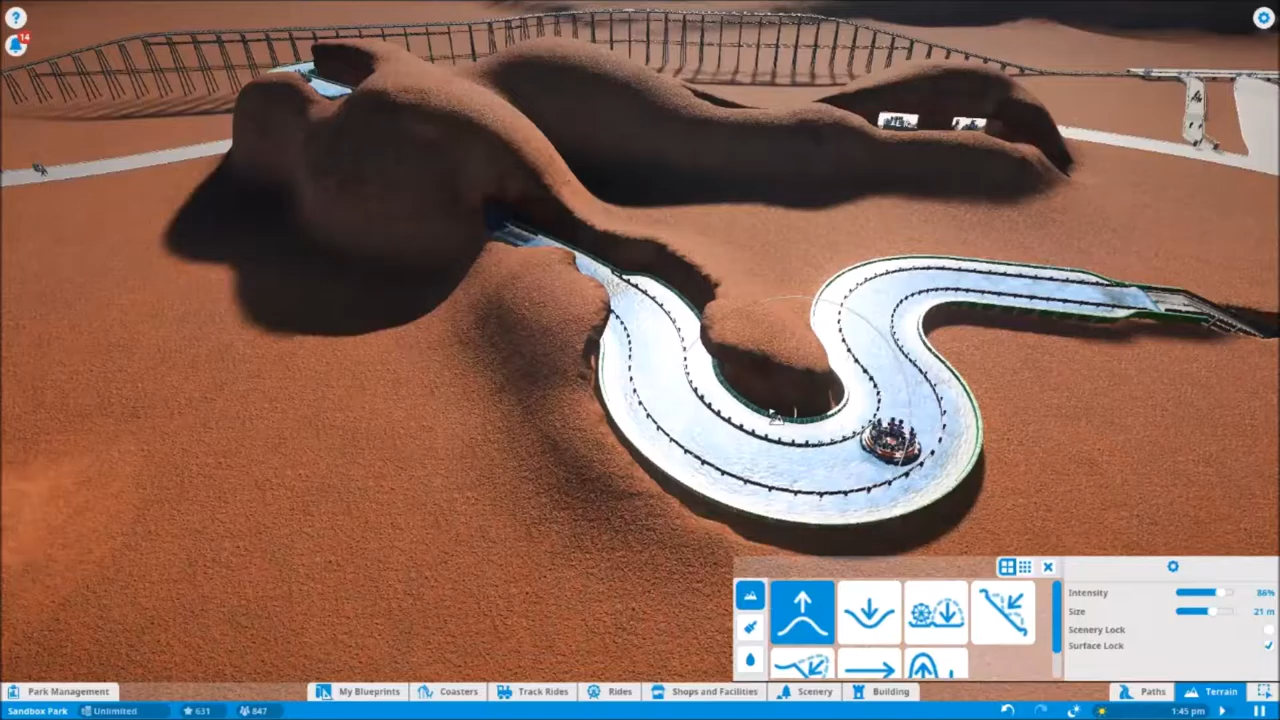 ?
14
Intensity 86%
Size 21 m
Scenery Lock
Surface Lock
Park Management My Blueprints Coasters Track Rides Rides Shops and Facilities Scenery Building Paths Terrain
Sandbox Park Unlimited 631 847 1:45 pm